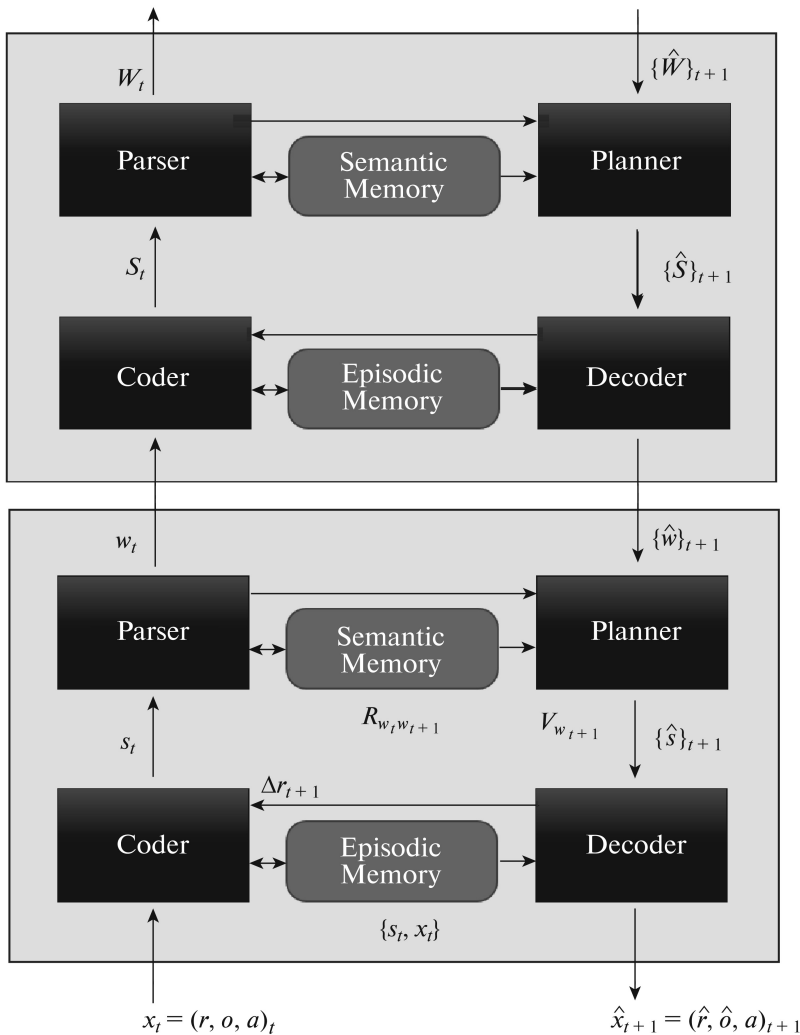 W_t
{Ŵ}_{t+1}
Parser
Semantic
Memory
Planner
S_t
{Ŝ}_{t+1}
Coder
Episodic
Memory
Decoder
w_t
{ŵ}_{t+1}
Parser
Semantic
Memory
Planner
R_{w_t w_{t+1}}
V_{w_{t+1}}
s_t
{ŝ}_{t+1}
Δr_{t+1}
Coder
Episodic
Memory
Decoder
{s_t, x_t}
x_t = (r, o, a)_t
x̂_{t+1} = (r̂, ô, a)_{t+1}